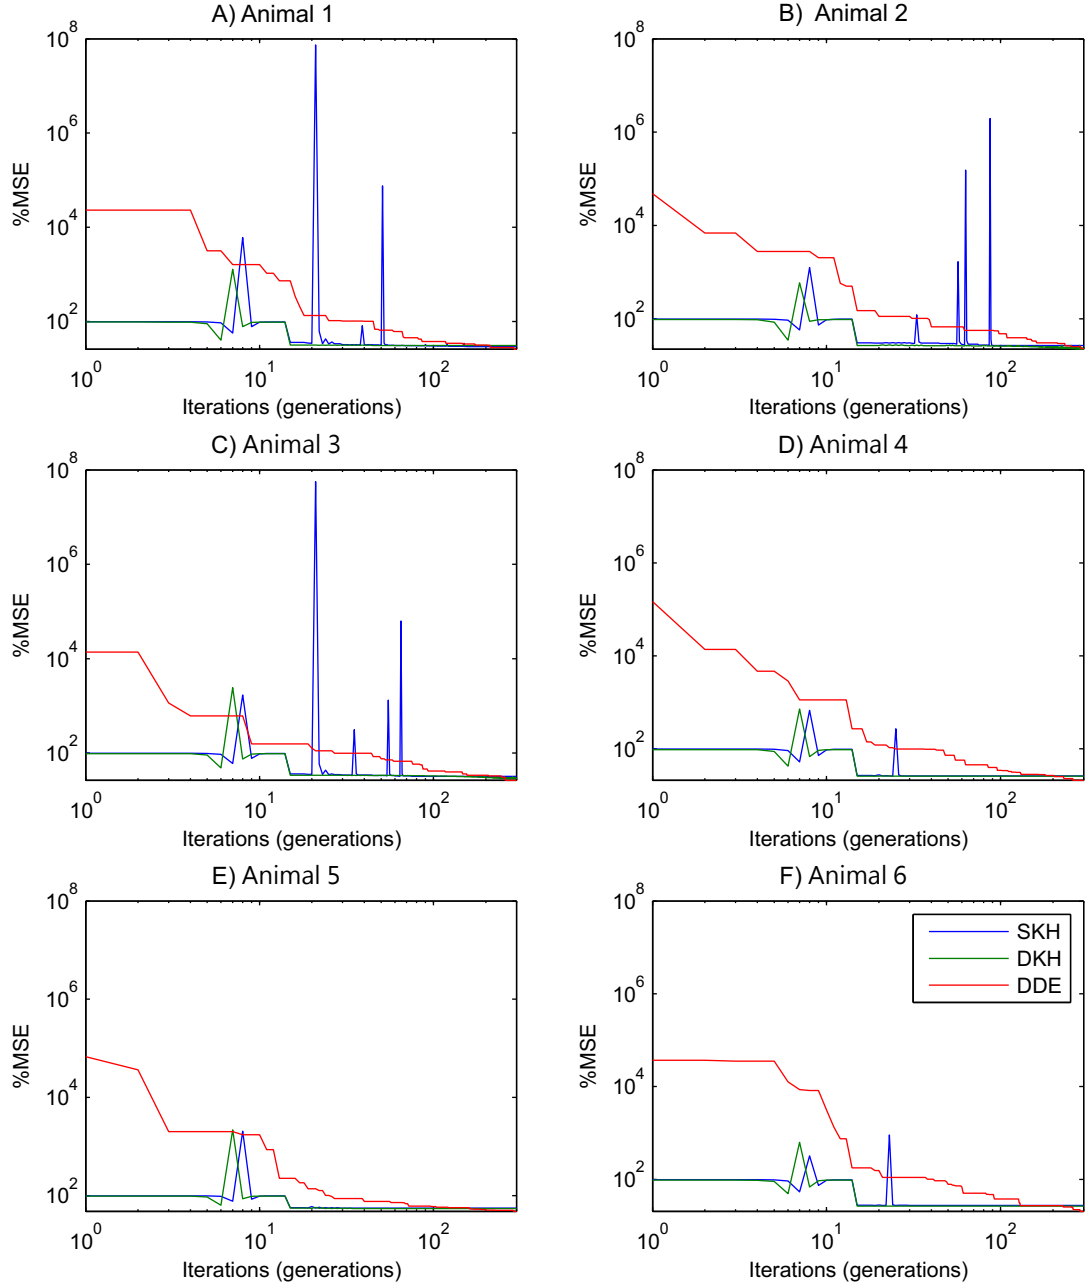 A) Animal 1
B) Animal 2
10^8
10^6
10^4
10^2
%MSE
10^0
10^1
10^2
Iterations (generations)
10^8
10^6
10^4
10^2
%MSE
10^0
10^1
10^2
Iterations (generations)
C) Animal 3
D) Animal 4
10^8
10^6
10^4
10^2
%MSE
10^0
10^1
10^2
Iterations (generations)
10^8
10^6
10^4
10^2
%MSE
10^0
10^1
10^2
Iterations (generations)
E) Animal 5
F) Animal 6
10^8
10^6
10^4
10^2
%MSE
10^0
10^1
10^2
Iterations (generations)
10^8
10^6
10^4
10^2
%MSE
SKH
DKH
DDE
10^0
10^1
10^2
Iterations (generations)